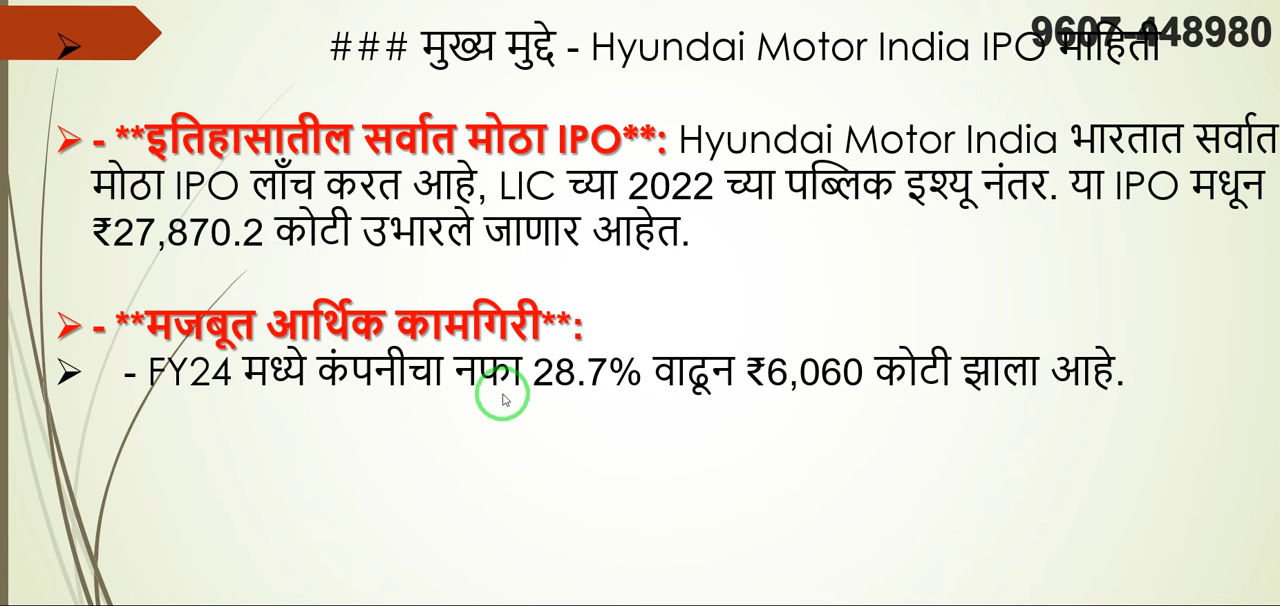 ### मुख्य मुद्दे - Hyundai Motor India IPO माहिती
9607-448980
- **इतिहासातील सर्वात मोठा IPO**: Hyundai Motor India भारतात सर्वात
मोठा IPO लाँच करत आहे, LIC च्या 2022 च्या पब्लिक इश्यू नंतर. या IPO मधून
₹27,870.2 कोटी उभारले जाणार आहेत.
- **मजबूत आर्थिक कामगिरी**:
- FY24 मध्ये कंपनीचा नफा 28.7% वाढून ₹6,060 कोटी झाला आहे.